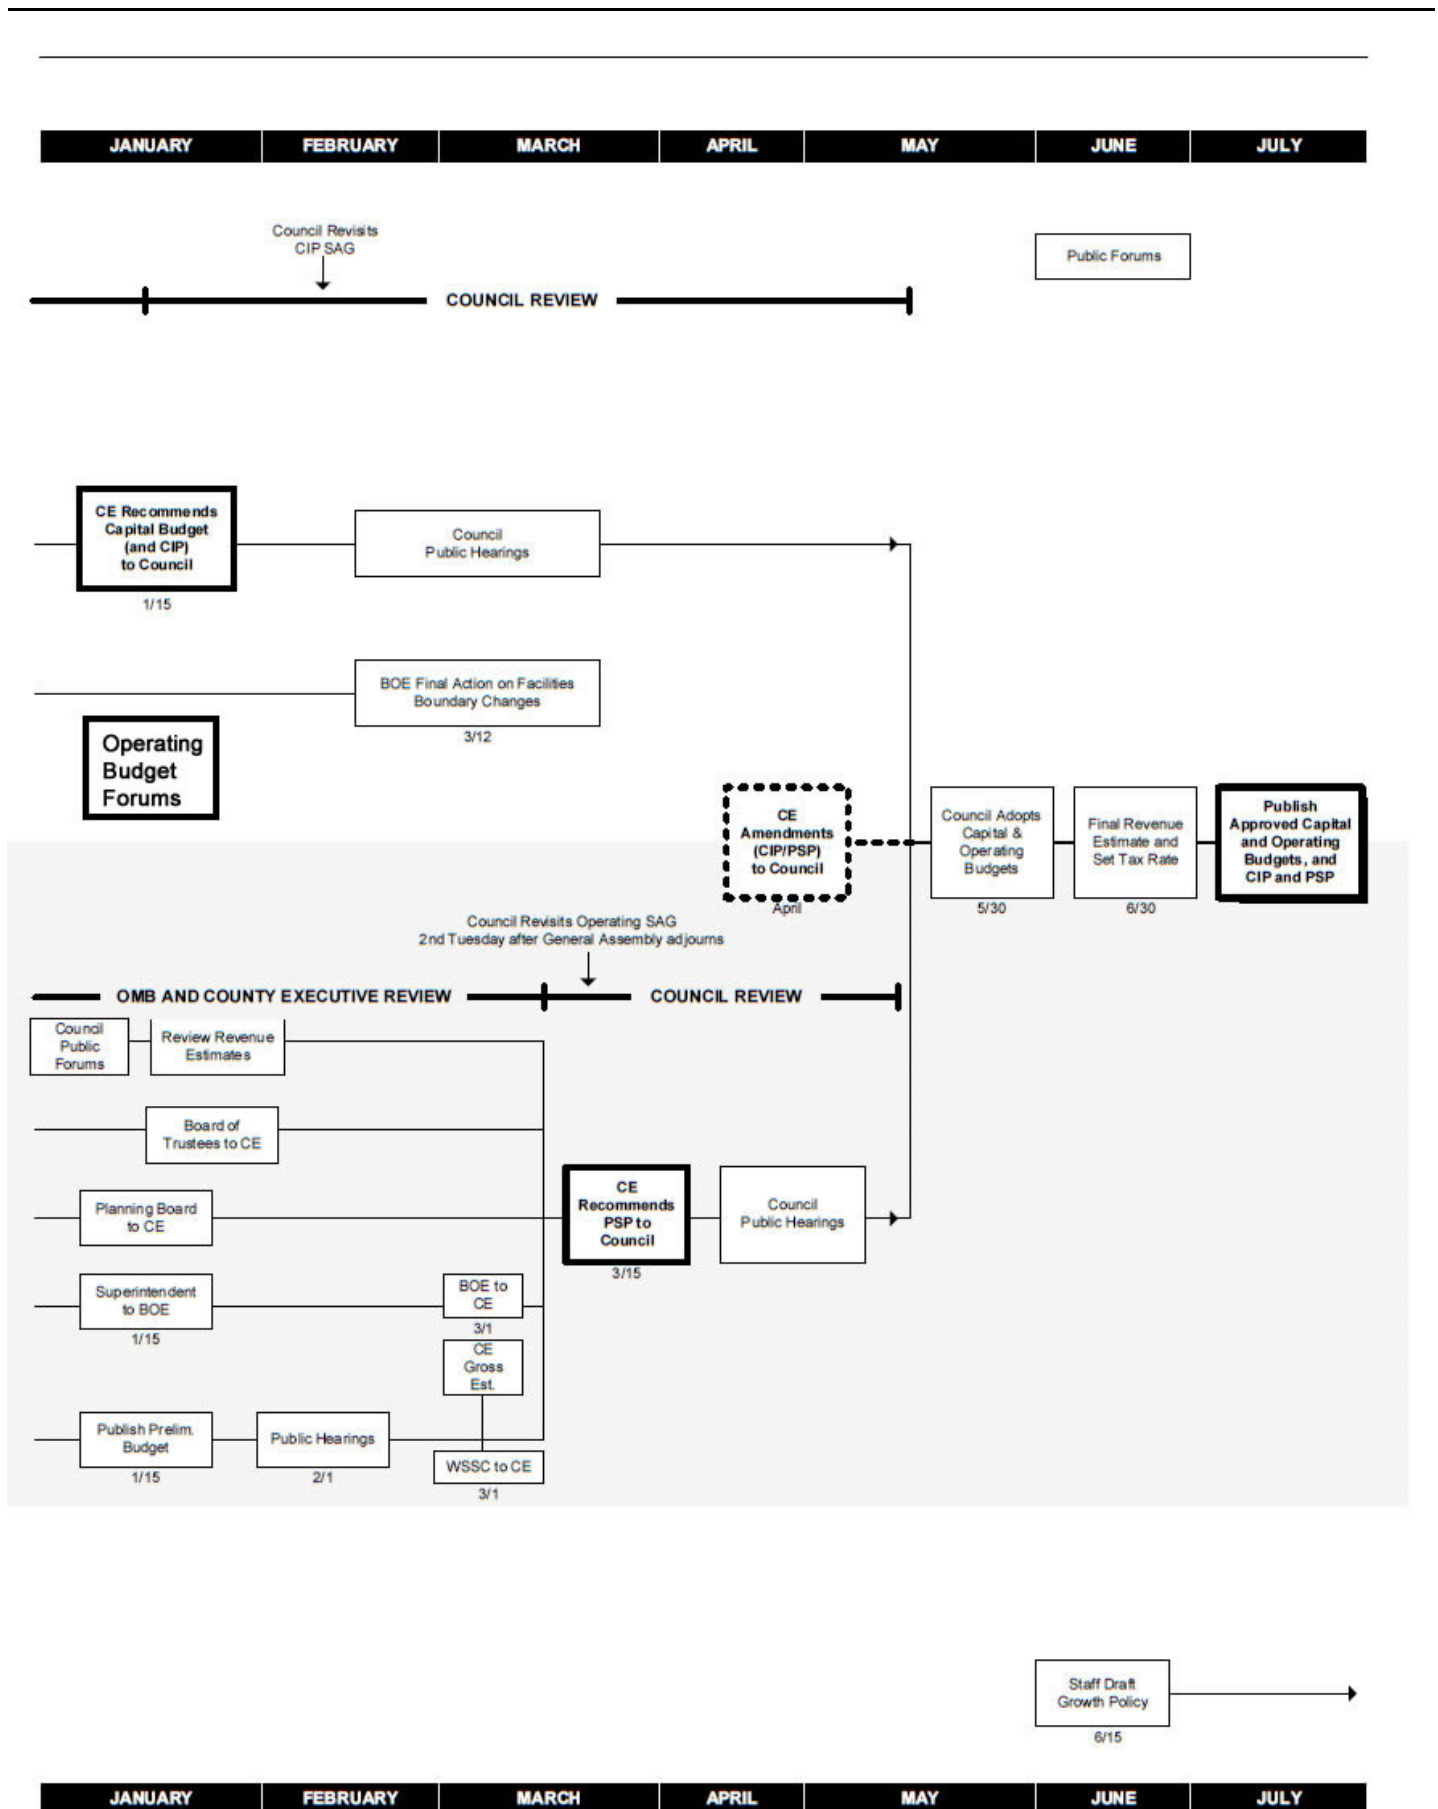 JANUARY FEBRUARY MARCH APRIL MAY JUNE JULY
Council Revisits
CIP SAG
Public Forums
COUNCIL REVIEW
CE Recommends
Capital Budget
(and CIP)
to Council
1/15
Council
Public Hearings
BOE Final Action on Facilities
Boundary Changes
3/12
Operating
Budget
Forums
CE
Amendments
(CIP/PSP)
to Council
April
Council Adopts
Capital &
Operating
Budgets
5/30
Final Revenue
Estimate and
Set Tax Rate
6/30
Publish
Approved Capital
and Operating
Budgets, and
CIP and PSP
Council Revisits Operating SAG
2nd Tuesday after General Assembly adjourns
OMB AND COUNTY EXECUTIVE REVIEW
COUNCIL REVIEW
Council
Public
Forums
Review Revenue
Estimates
Board of
Trustees to CE
Planning Board
to CE
CE
Recommends
PSP to
Council
3/15
Council
Public Hearings
Superintendent
to BOE
1/15
BOE to
CE
3/1
CE
Gross
Est.
Publish Prelim.
Budget
1/15
Public Hearings
2/1
WSSC to CE
3/1
Staff Draft
Growth Policy
6/15
JANUARY FEBRUARY MARCH APRIL MAY JUNE JULY